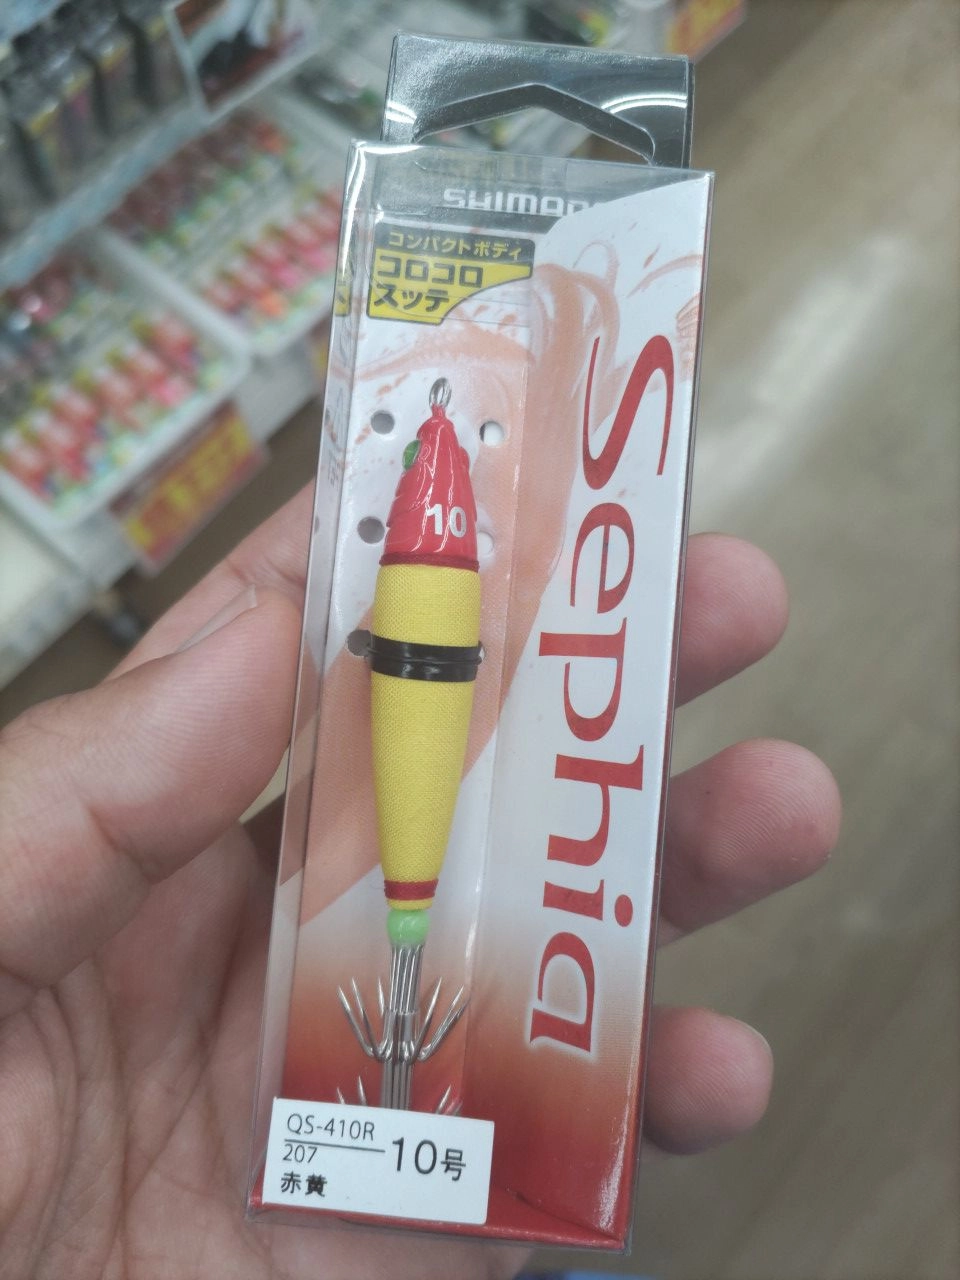 SHIMANO
コンパクトボディ
コロコロ
スッテ
Sephia
10
QS-410R
207
10号
赤黄